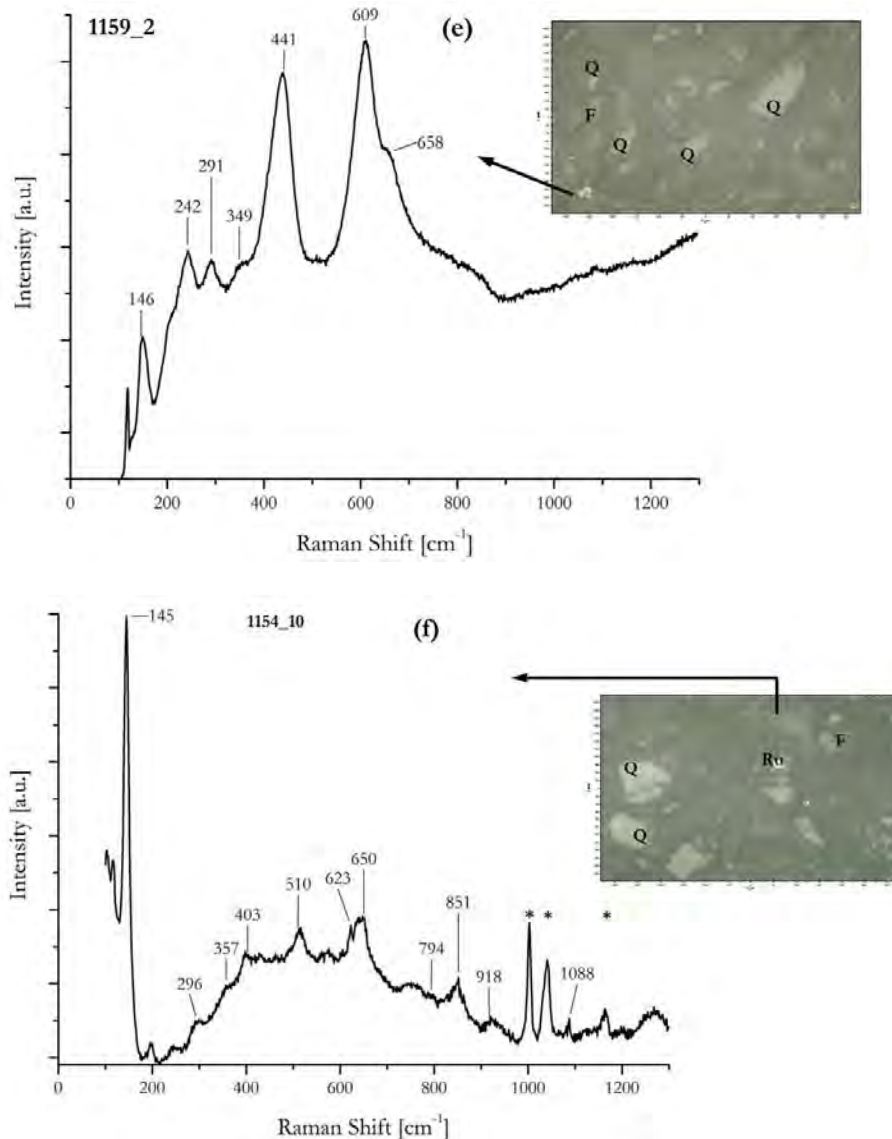 1159_2
(e)
609
441
658
291
349
242
146
Q
F
Q
Q
Q
Intensity [a.u.]
0 200 400 600 800 1000 1200
Raman Shift [cm-1]
145
1154_10
(f)
F
Q
Ru
Q
650
623
510
403
357
296
851
794
918
* * *
1088
Intensity [a.u.]
0 200 400 600 800 1000 1200
Raman Shift [cm-1]